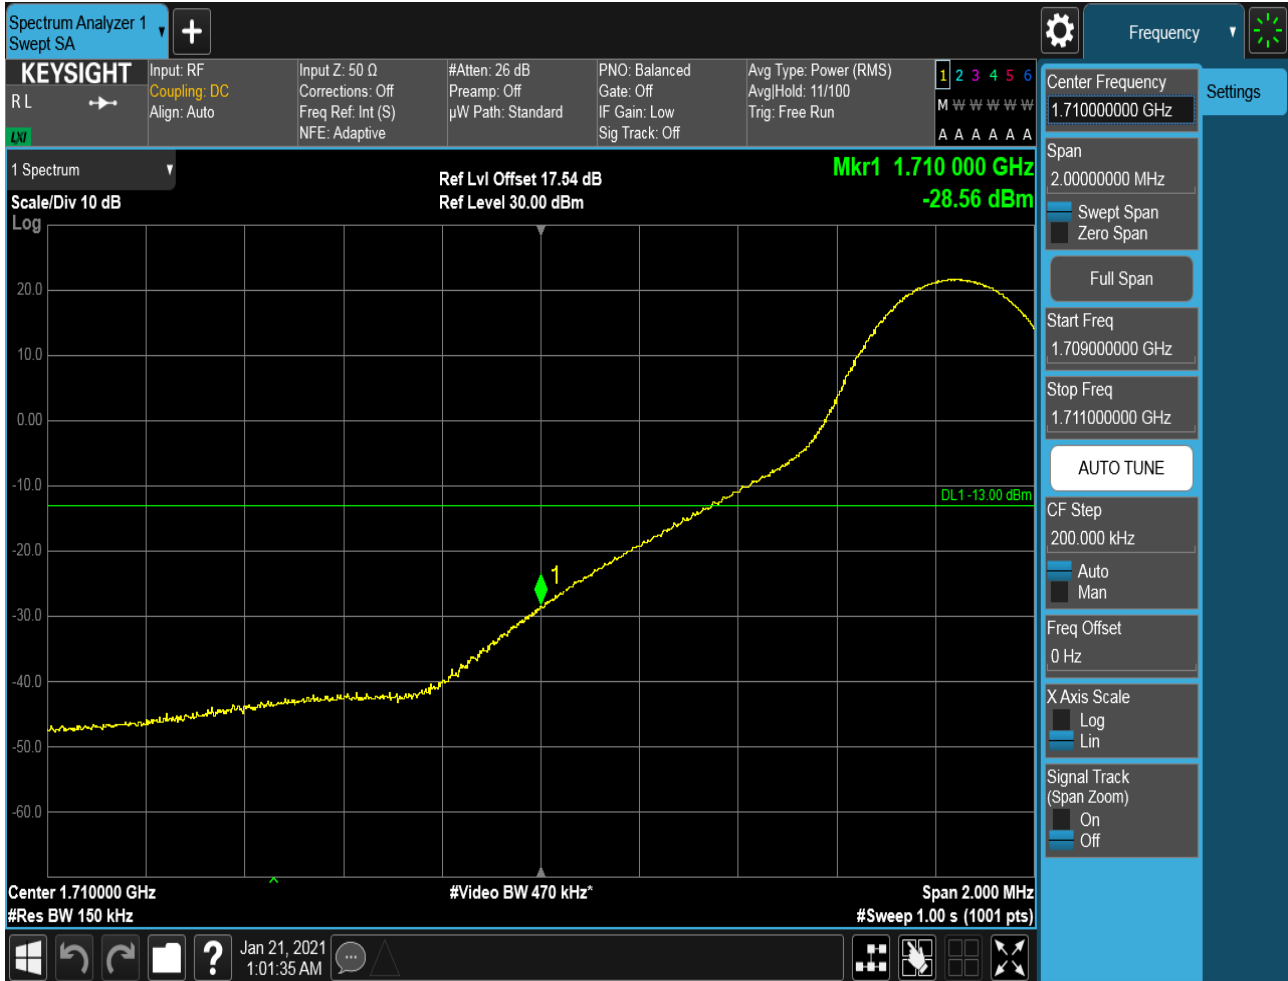 Spectrum Analyzer 1
Swept SA
+
Frequency
KEYSIGHT
R L
LXI
Input: RF
Coupling: DC
Align: Auto
Input Z: 50 Ω
Corrections: Off
Freq Ref: Int (S)
NFE: Adaptive
#Atten: 26 dB
Preamp: Off
µW Path: Standard
PNO: Balanced
Gate: Off
IF Gain: Low
Sig Track: Off
Avg Type: Power (RMS)
Avg|Hold: 11/100
Trig: Free Run
1 2 3 4 5 6
M W W W W W
A A A A A A
1 Spectrum
Scale/Div 10 dB
Log
Ref Lvl Offset 17.54 dB
Ref Level 30.00 dBm
Mkr1 1.710 000 GHz
-28.56 dBm
20.0
10.0
0.00
-10.0
DL1 -13.00 dBm
-20.0
1
-30.0
-40.0
-50.0
-60.0
Center 1.710000 GHz
#Video BW 470 kHz*
Span 2.000 MHz
#Res BW 150 kHz
#Sweep 1.00 s (1001 pts)
Center Frequency
1.710000000 GHz
Settings
Span
2.00000000 MHz
Swept Span
Zero Span
Full Span
Start Freq
1.709000000 GHz
Stop Freq
1.711000000 GHz
AUTO TUNE
CF Step
200.000 kHz
Auto
Man
Freq Offset
0 Hz
X Axis Scale
Log
Lin
Signal Track
(Span Zoom)
On
Off
?
Jan 21, 2021
1:01:35 AM